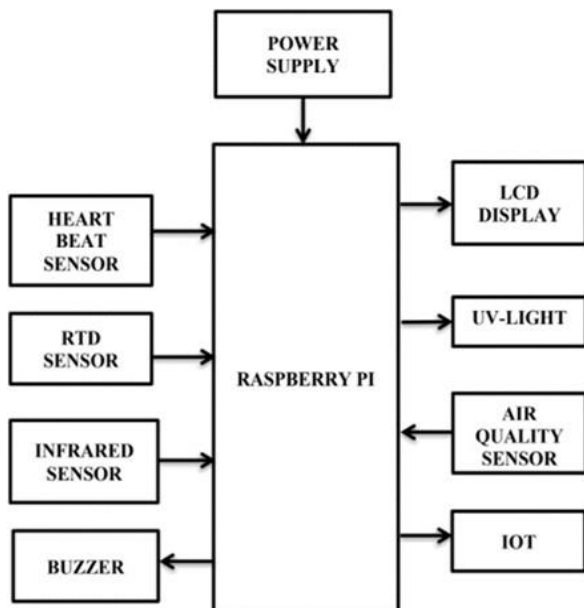 POWER
SUPPLY
HEART
BEAT
SENSOR
RTD
SENSOR
INFRARED
SENSOR
BUZZER
RASPBERRY PI
LCD
DISPLAY
UV-LIGHT
AIR
QUALITY
SENSOR
IOT